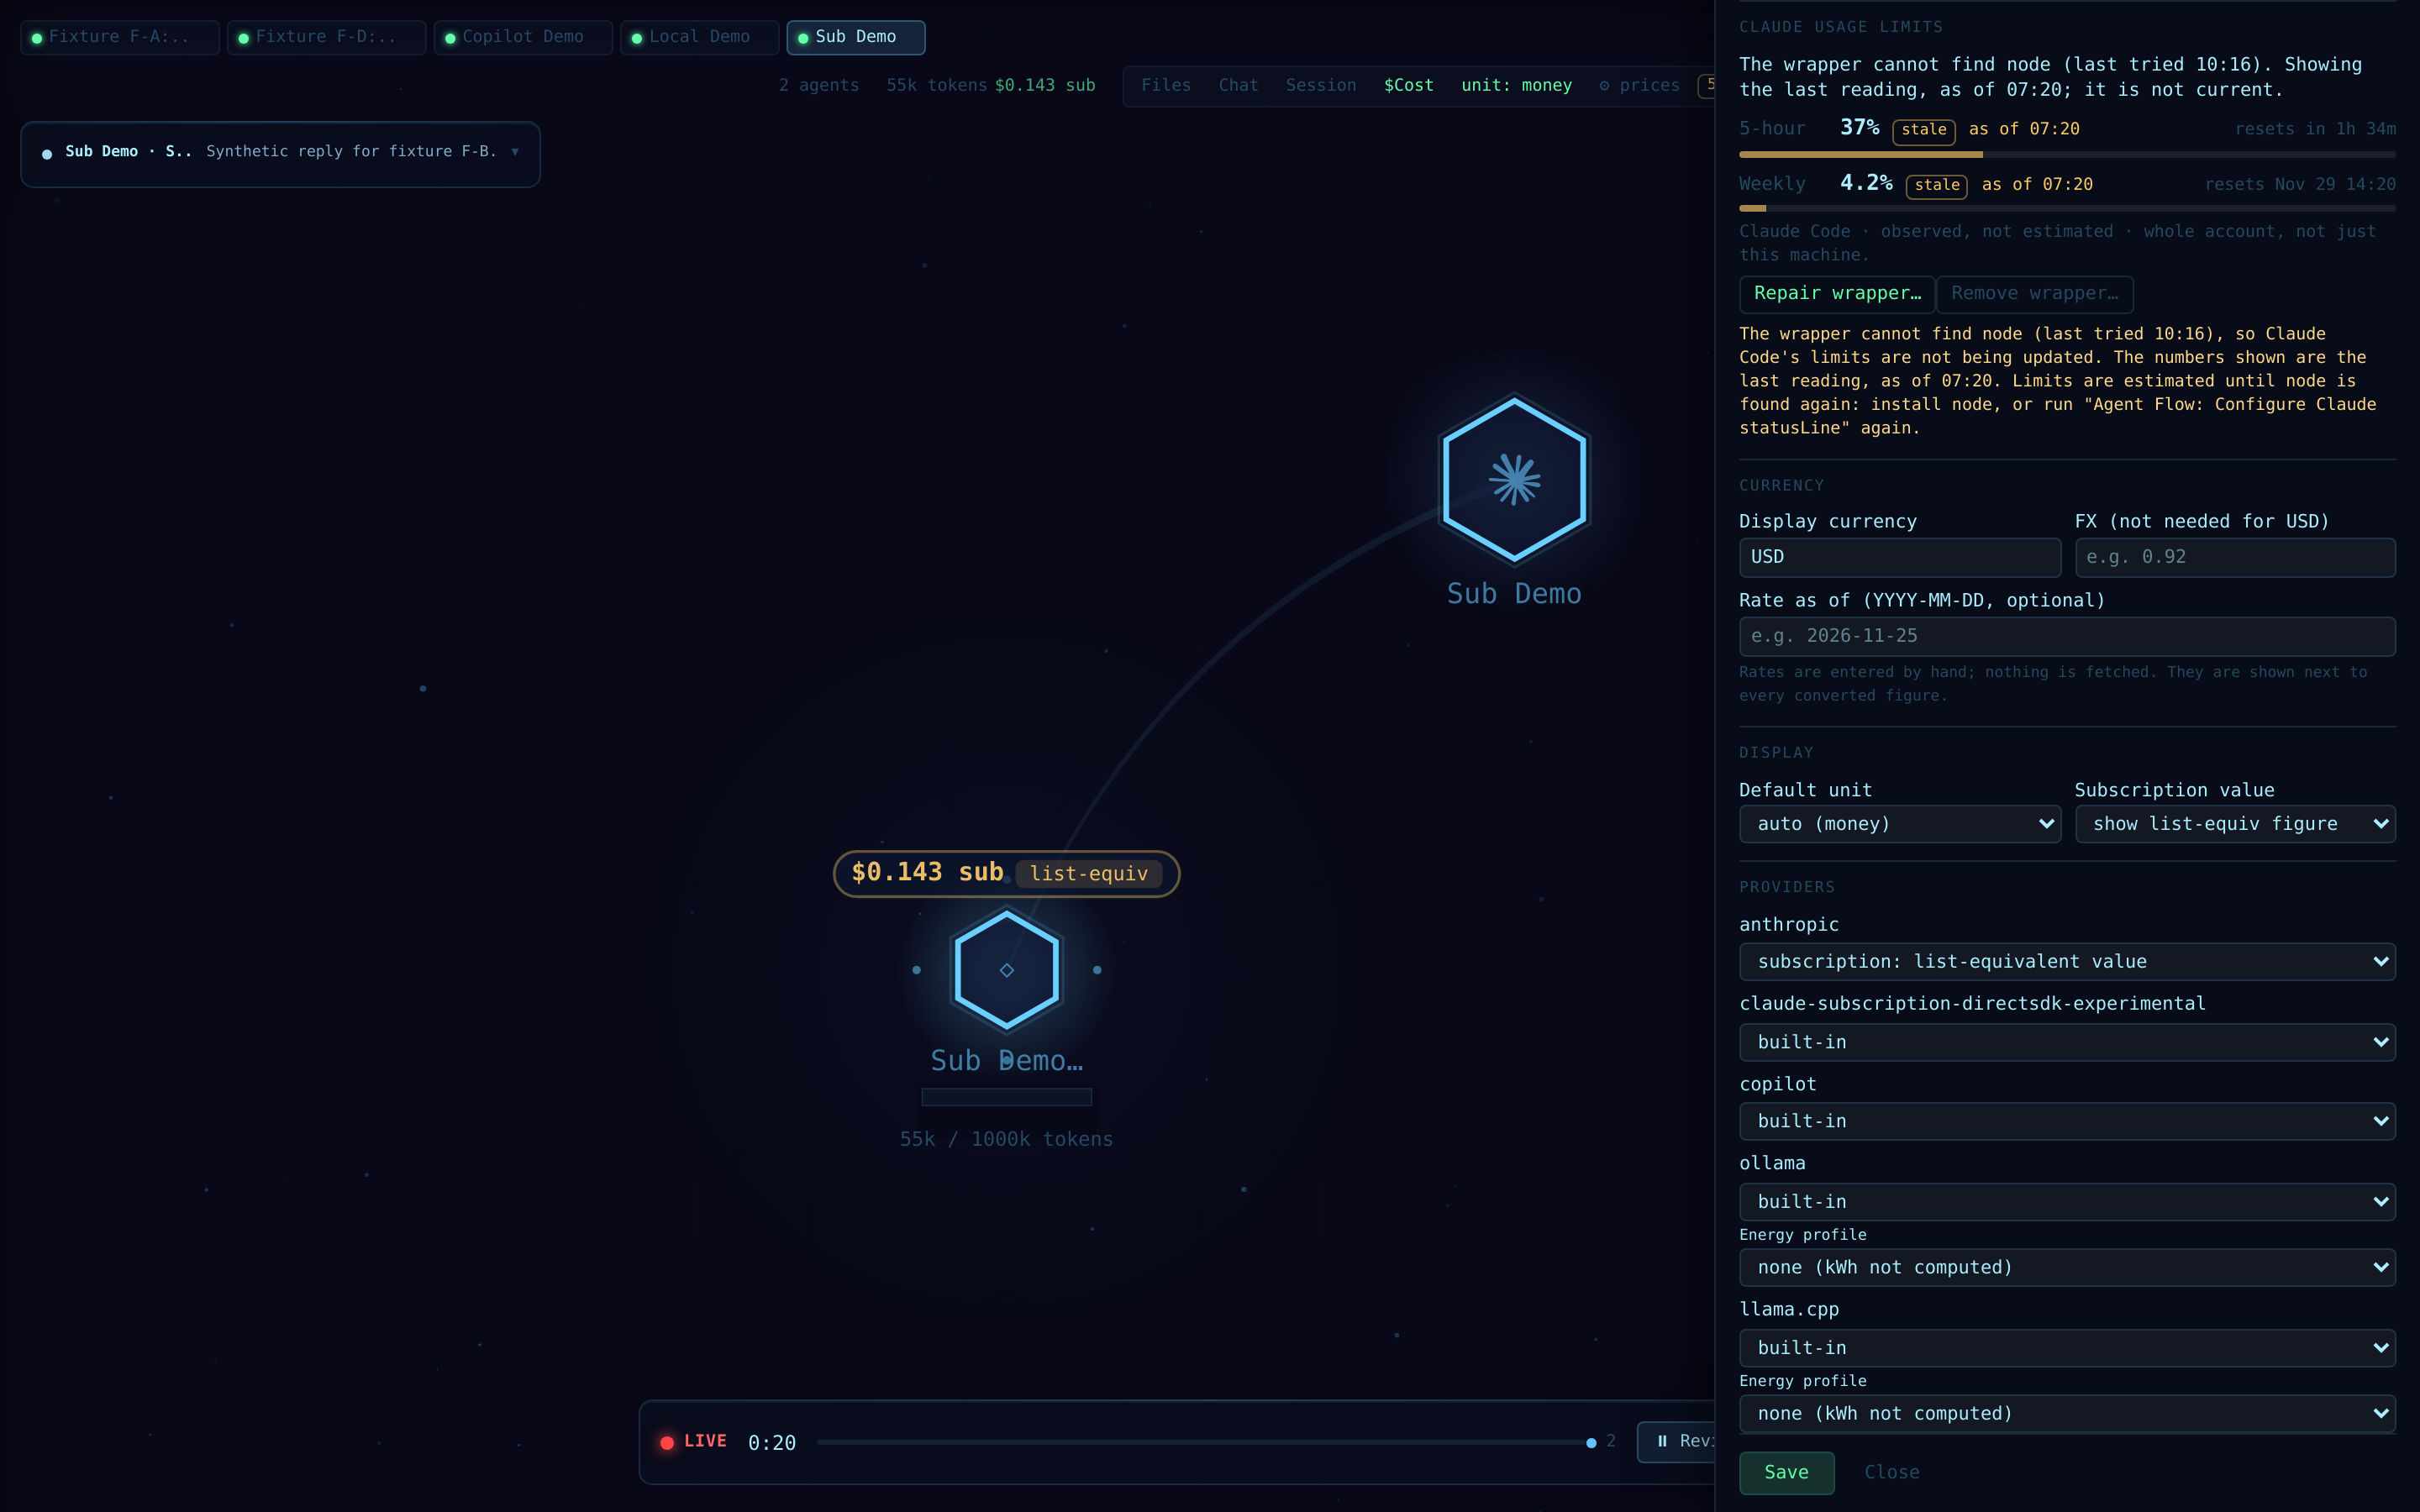 Fixture F-A:..
Fixture F-D:..
Copilot Demo
Local Demo
Sub Demo
2 agents 55k tokens $0.143 sub
Files Chat Session $Cost unit: money ⚙ prices 5
Sub Demo · S.. Synthetic reply for fixture F-B. ▼
Sub Demo
$0.143 sub list-equiv
Sub Demo…
55k / 1000k tokens
LIVE 0:20 2
CLAUDE USAGE LIMITS
The wrapper cannot find node (last tried 10:16). Showing
the last reading, as of 07:20; it is not current.
5-hour 37% stale as of 07:20 resets in 1h 34m
Weekly 4.2% stale as of 07:20 resets Nov 29 14:20
Claude Code · observed, not estimated · whole account, not just
this machine.
Repair wrapper… Remove wrapper…
The wrapper cannot find node (last tried 10:16), so Claude
Code's limits are not being updated. The numbers shown are the
last reading, as of 07:20. Limits are estimated until node is
found again: install node, or run "Agent Flow: Configure Claude
statusLine" again.
CURRENCY
Display currency FX (not needed for USD)
USD e.g. 0.92
Rate as of (YYYY-MM-DD, optional)
e.g. 2026-11-25
Rates are entered by hand; nothing is fetched. They are shown next to
every converted figure.
DISPLAY
Default unit Subscription value
auto (money) show list-equiv figure
PROVIDERS
anthropic
subscription: list-equivalent value
claude-subscription-directsdk-experimental
built-in
copilot
built-in
ollama
built-in
Energy profile
none (kWh not computed)
llama.cpp
built-in
Energy profile
none (kWh not computed)
Save Close